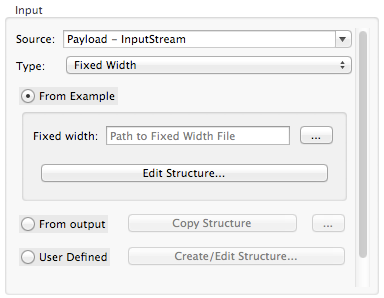 Input
Source: Payload – InputStream
Type: Fixed Width
From Example
Fixed width: Path to Fixed Width File ...
Edit Structure...
From output Copy Structure ...
User Defined Create/Edit Structure...